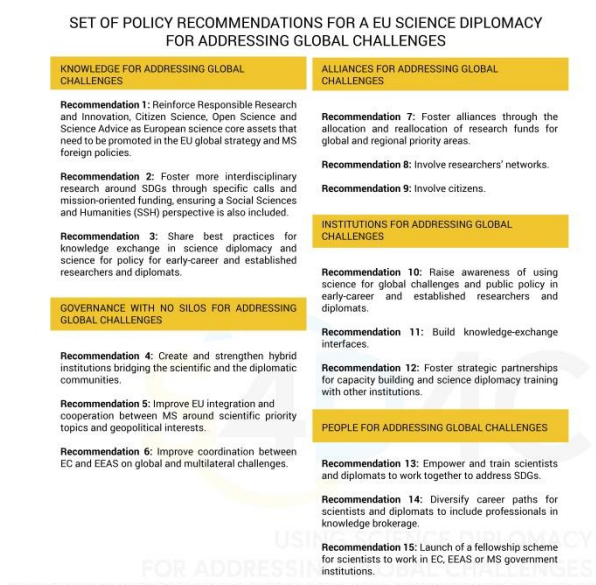 SET OF POLICY RECOMMENDATIONS FOR A EU SCIENCE DIPLOMACY
FOR ADDRESSING GLOBAL CHALLENGES
KNOWLEDGE FOR ADDRESSING GLOBAL
CHALLENGES
Recommendation 1: Reinforce Responsible Research
and Innovation, Citizen Science, Open Science and
Science Advice as European science core assets that
need to be promoted in the EU global strategy and MS
foreign policies.
Recommendation 2: Foster more interdisciplinary
research around SDGs through specific calls and
mission-oriented funding, ensuring a Social Sciences
and Humanities (SSH) perspective is also included.
Recommendation 3: Share best practices for
knowledge exchange in science diplomacy and
science for policy for early-career and established
researchers and diplomats.
GOVERNANCE WITH NO SILOS FOR ADDRESSING
GLOBAL CHALLENGES
Recommendation 4: Create and strengthen hybrid
institutions bridging the scientific and the diplomatic
communities.
Recommendation 5: Improve EU integration and
cooperation between MS around scientific priority
topics and geopolitical interests.
Recommendation 6: Improve coordination between
EC and EEAS on global and multilateral challenges.
ALLIANCES FOR ADDRESSING GLOBAL
CHALLENGES
Recommendation 7: Foster alliances through the
allocation and reallocation of research funds for
global and regional priority areas.
Recommendation 8: Involve researchers' networks.
Recommendation 9: Involve citizens.
INSTITUTIONS FOR ADDRESSING GLOBAL
CHALLENGES
Recommendation 10: Raise awareness of using
science for global challenges and public policy in
early-career and established researchers and
diplomats.
Recommendation 11: Build knowledge-exchange
interfaces.
Recommendation 12: Foster strategic partnerships
for capacity building and science diplomacy training
with other institutions.
PEOPLE FOR ADDRESSING GLOBAL CHALLENGES
Recommendation 13: Empower and train scientists
and diplomats to work together to address SDGs.
Recommendation 14: Diversify career paths for
scientists and diplomats to include professionals in
knowledge brokerage.
Recommendation 15: Launch of a fellowship scheme
for scientists to work in EC, EEAS or MS government
institutions.
S4D4C
USING SCIENCE DIPLOMACY
FOR ADDRESSING GLOBAL CHALLENGES